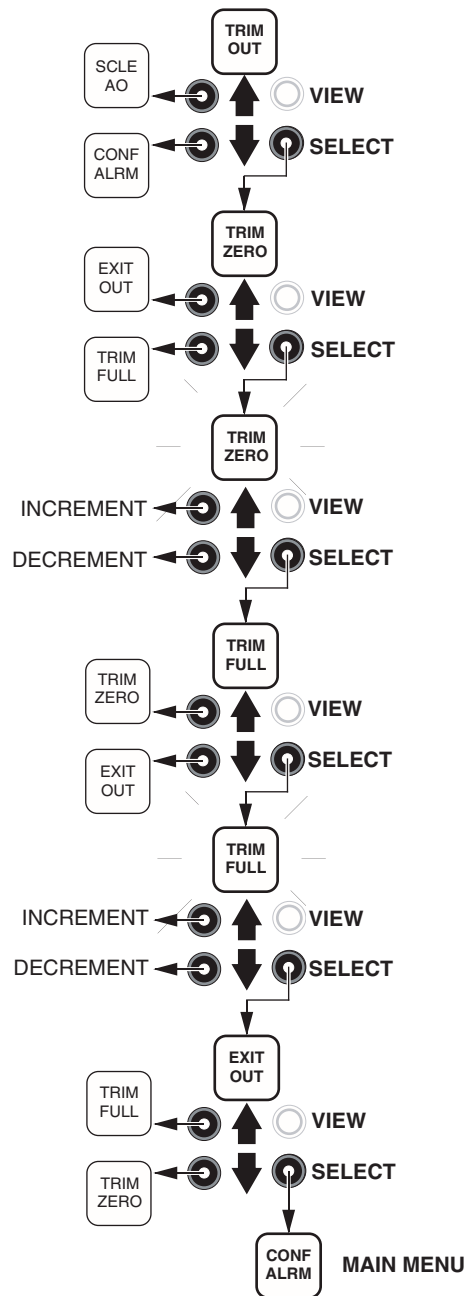 TRIM
OUT
SCLE
AO
VIEW
CONF
ALRM
SELECT
TRIM
ZERO
EXIT
OUT
VIEW
TRIM
FULL
SELECT
TRIM
ZERO
INCREMENT
VIEW
DECREMENT
SELECT
TRIM
FULL
TRIM
ZERO
VIEW
EXIT
OUT
SELECT
TRIM
FULL
INCREMENT
VIEW
DECREMENT
SELECT
EXIT
OUT
TRIM
FULL
VIEW
TRIM
ZERO
SELECT
CONF
ALRM
MAIN MENU